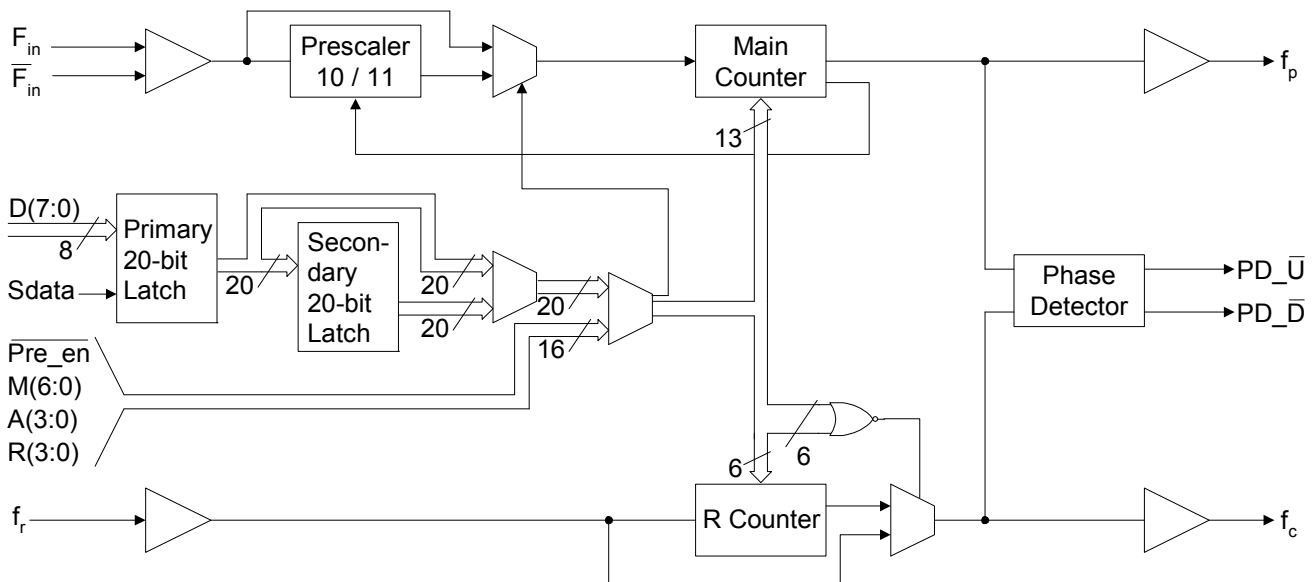 F_in
F̅_in
Prescaler
10 / 11
Main
Counter
f_p
13
D(7:0)
8
Primary
20-bit
Latch
Sdata
20
Secon-
dary
20-bit
Latch
20
20
20
16
Phase
Detector
PD_U̅
PD_D̅
P̅r̅e̅_̅e̅n̅
M(6:0)
A(3:0)
R(3:0)
6
6
f_r
R Counter
f_c